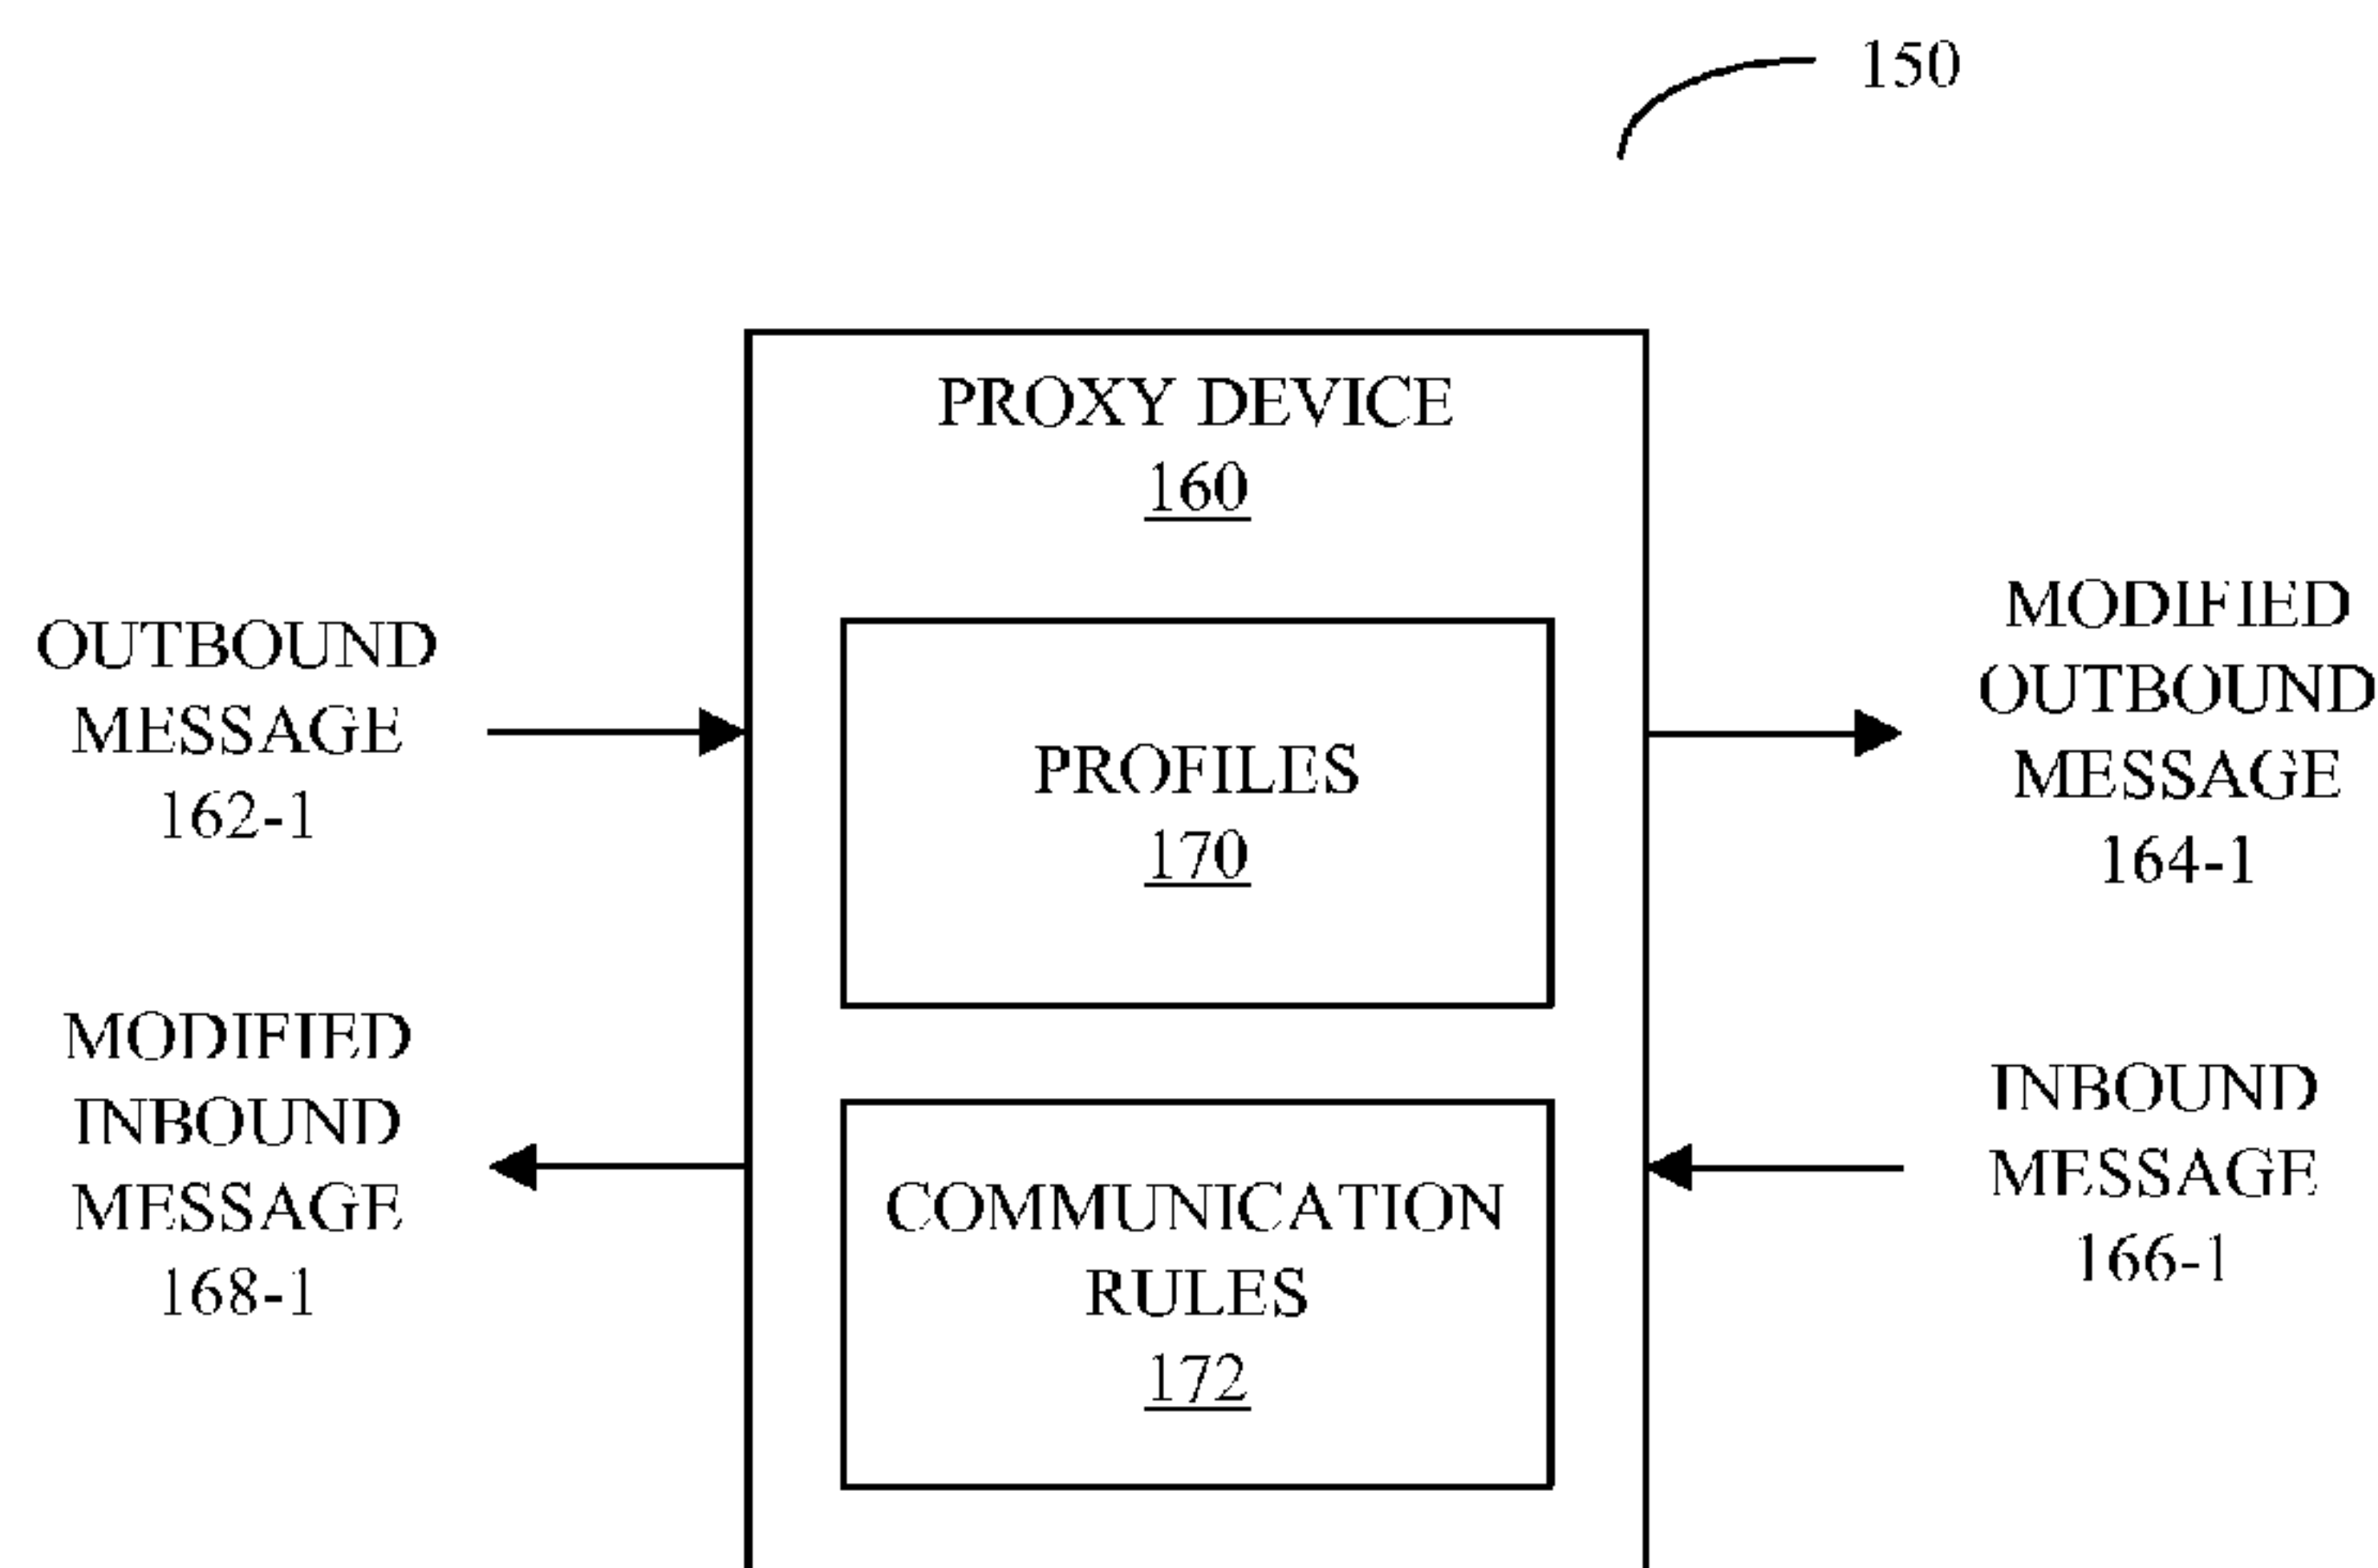 150
PROXY DEVICE
160
OUTBOUND
MESSAGE
162-1
MODIFIED
INBOUND
MESSAGE
168-1
PROFILES
170
COMMUNICATION
RULES
172
MODIFIED
OUTBOUND
MESSAGE
164-1
INBOUND
MESSAGE
166-1